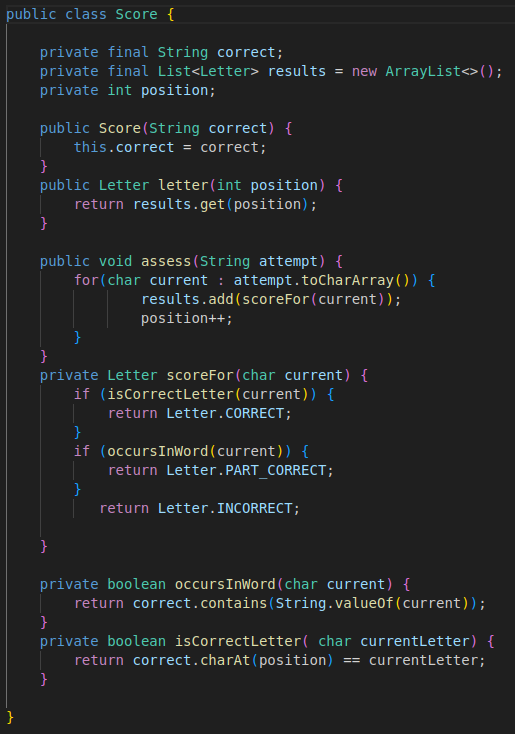 public class Score {
    private final String correct;
    private final List<Letter> results = new ArrayList<>();
    private int position;
    public Score(String correct) {
        this.correct = correct;
    }
    public Letter letter(int position) {
        return results.get(position);
    }
    public void assess(String attempt) {
        for(char current : attempt.toCharArray()) {
                results.add(scoreFor(current));
                position++;
        }
    }
    private Letter scoreFor(char current) {
        if (isCorrectLetter(current)) {
            return Letter.CORRECT;
        }
        if (occursInWord(current)) {
            return Letter.PART_CORRECT;
        }
           return Letter.INCORRECT;
    }
    private boolean occursInWord(char current) {
        return correct.contains(String.valueOf(current));
    }
    private boolean isCorrectLetter( char currentLetter) {
        return correct.charAt(position) == currentLetter;
    }
}